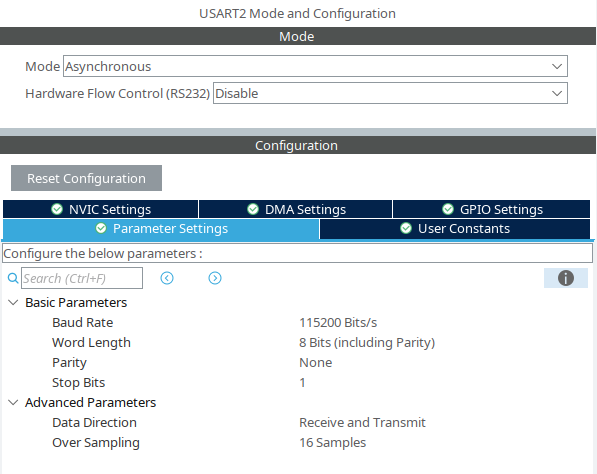 USART2 Mode and Configuration
Mode
Mode Asynchronous
Hardware Flow Control (RS232) Disable
Configuration
Reset Configuration
NVIC Settings DMA Settings GPIO Settings
Parameter Settings User Constants
Configure the below parameters :
Search (Ctrl+F)
Basic Parameters
Baud Rate 115200 Bits/s
Word Length 8 Bits (including Parity)
Parity None
Stop Bits 1
Advanced Parameters
Data Direction Receive and Transmit
Over Sampling 16 Samples